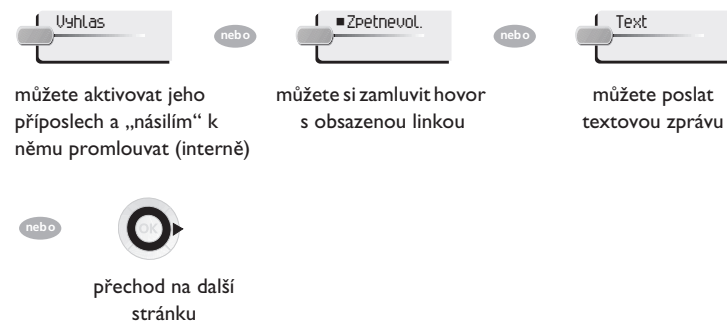 Vyhlas
nebo
■Zpetnevol.
nebo
Text
můžete aktivovat jeho
příposlech a „násilím“ k
němu promlouvat (interně)
můžete si zamluvit hovor
s obsazenou linkou
můžete poslat
textovou zprávu
nebo
OK
přechod na další
stránku